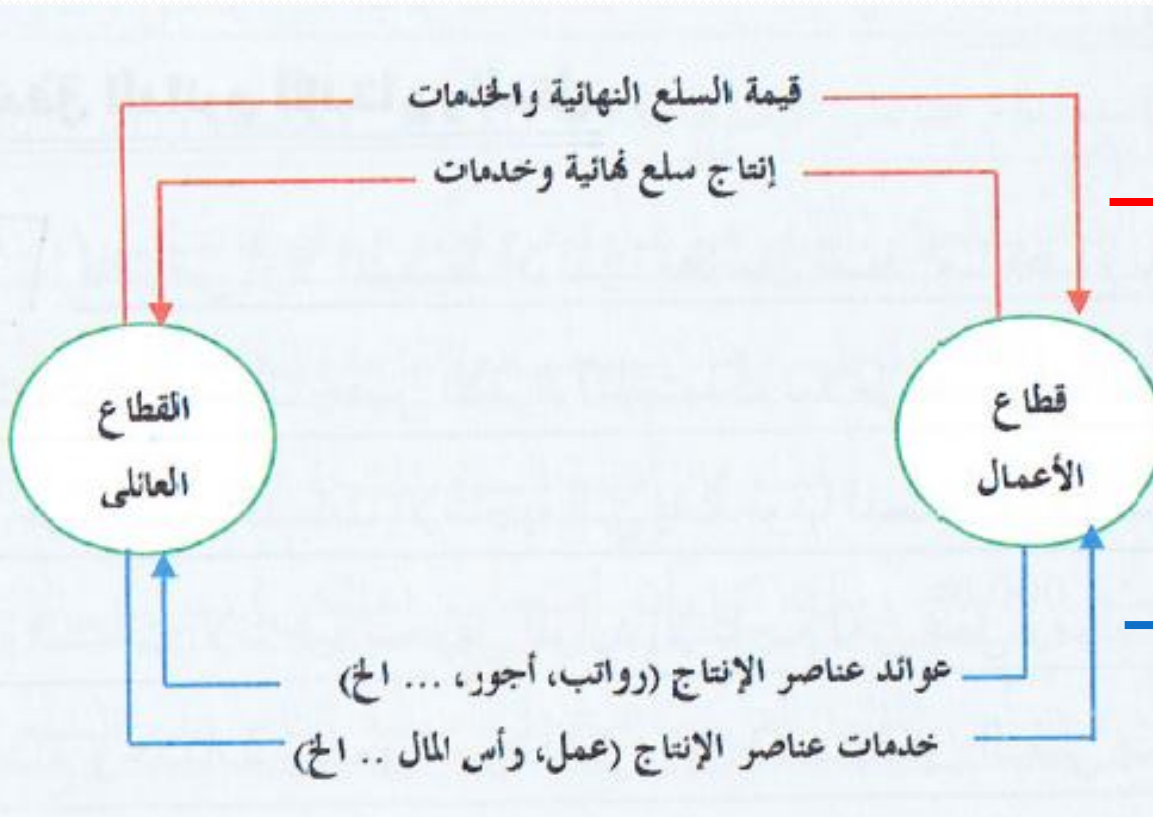 قيمة السلع النهائية والخدمات
إنتاج سلع نهائية وخدمات
قطاع
الأعمال
القطاع
العائلى
عوائد عناصر الإنتاج (رواتب، أجور، ... الخ)
خدمات عناصر الإنتاج (عمل، رأس المال .. الخ)